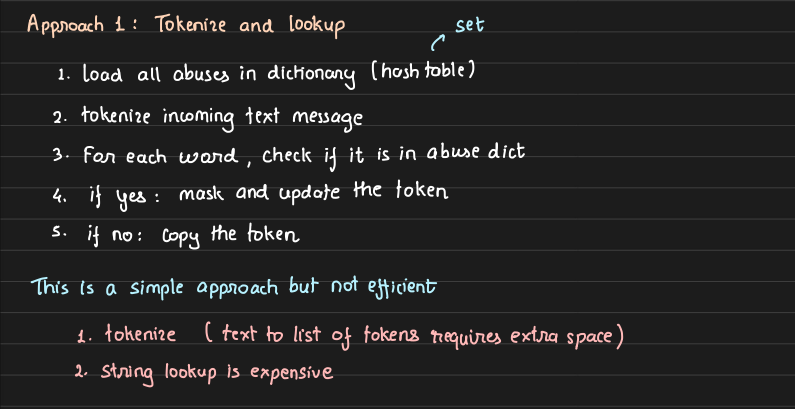 Approach 1: Tokenize and lookup
set
1. load all abuses in dictionary (hash table)
2. tokenize incoming text message
3. For each word, check if it is in abuse dict
4. if yes: mask and update the token
5. if no: copy the token
This is a simple approach but not efficient
1. tokenize (text to list of tokens requires extra space)
2. string lookup is expensive